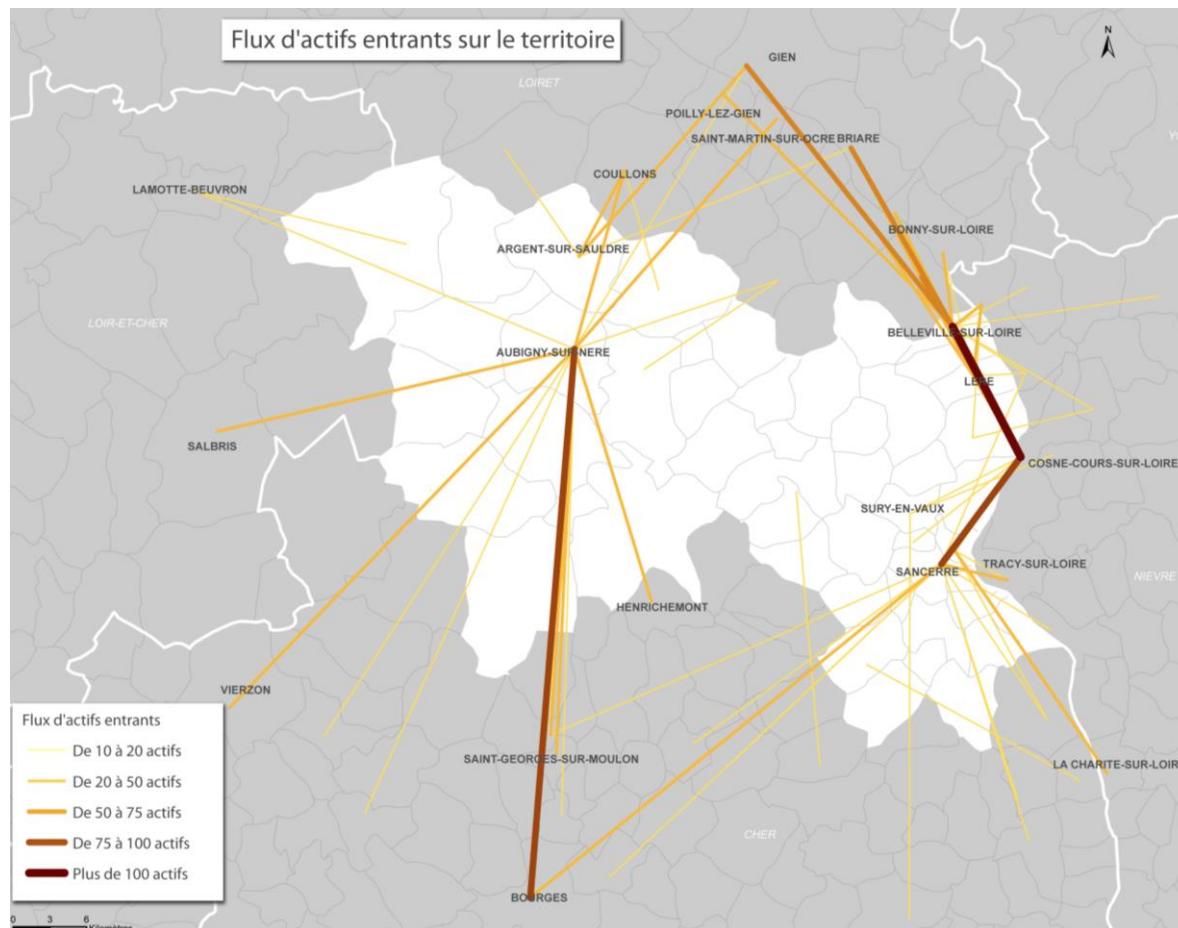 Flux d'actifs entrants sur le territoire
N
GIEN
LOIRET
POILLY-LEZ-GIEN
SAINT-MARTIN-SUR-OCRE
BRIARE
YO
COULLONS
LAMOTTE-BEUVRON
BONNY-SUR-LOIRE
ARGENT-SUR-SAULDRE
LOIR-ET-CHER
BELLEVILLE-SUR-LOIRE
AUBIGNY-SUR-NERE
LERE
SALBRIS
COSNE-COURS-SUR-LOIRE
SURY-EN-VAUX
TRACY-SUR-LOIRE
SANCERRE
NIEVRE
HENRICHEMONT
VIERZON
SAINT-GEORGES-SUR-MOULON
LA CHARITE-SUR-LOIR
CHER
BOURGES
Flux d'actifs entrants
De 10 à 20 actifs
De 20 à 50 actifs
De 50 à 75 actifs
De 75 à 100 actifs
Plus de 100 actifs
0 3 6
Kilomètres